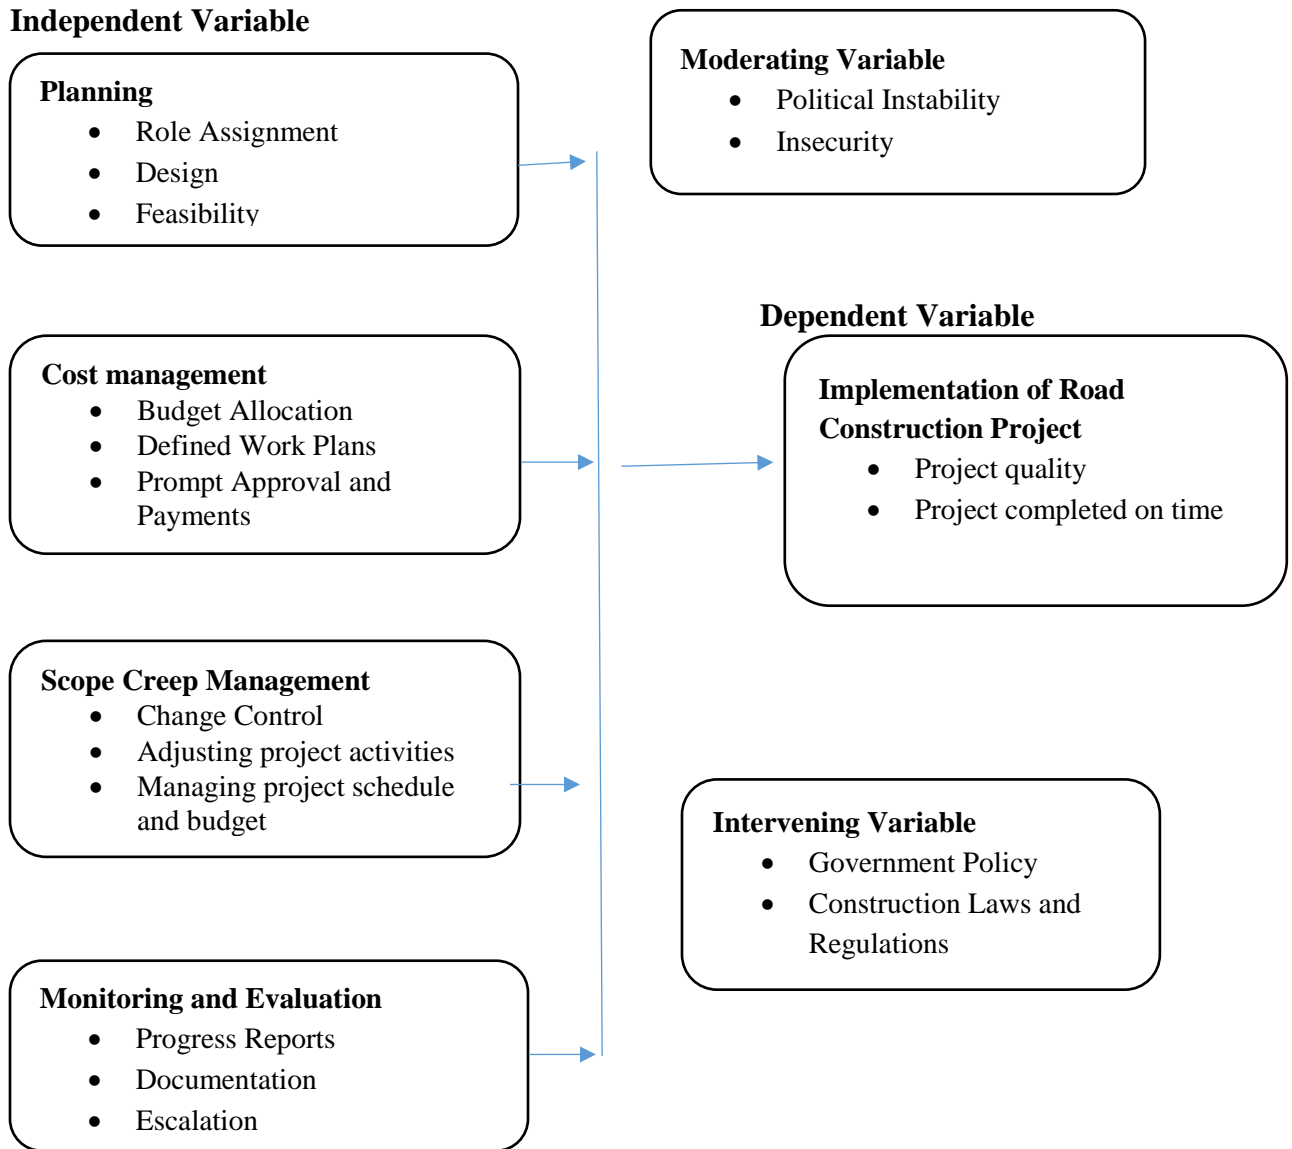 Independent Variable
Planning
• Role Assignment
• Design
• Feasibility
Cost management
• Budget Allocation
• Defined Work Plans
• Prompt Approval and
Payments
Scope Creep Management
• Change Control
• Adjusting project activities
• Managing project schedule
and budget
Monitoring and Evaluation
• Progress Reports
• Documentation
• Escalation
Moderating Variable
• Political Instability
• Insecurity
Dependent Variable
Implementation of Road
Construction Project
• Project quality
• Project completed on time
Intervening Variable
• Government Policy
• Construction Laws and
Regulations